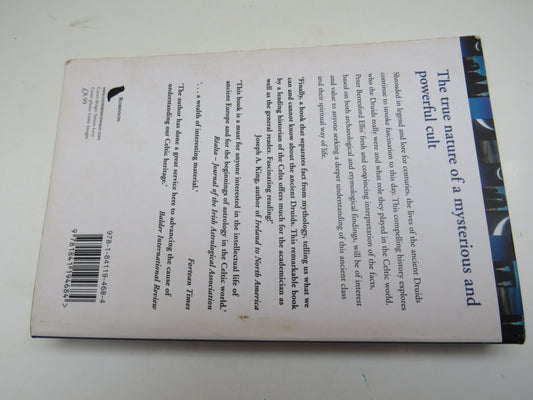 The true nature of a mysterious and
powerful cult
Shrouded in legend and lore for centuries, the lives of the ancient Druids
continue to invoke fascination to this day. This compelling history explores
who the Druids really were and what role they played in the Celtic world.
Peter Berresford Ellis' fresh and convincing interpretation of the facts,
based on both archaeological and etymological findings, will be of interest
and value to anyone seeking a deeper understanding of this ancient class
and their spiritual way of life.
'Finally, a book that separates fact from mythology, telling us what we
can and cannot know about the ancient Druids. This remarkable book
by a leading historian of the Celts offers much for the academician as
well as the general reader. Fascinating reading!'
Joseph A. King, author of Ireland to North America
'This book is a must for anyone interested in the intellectual life of
ancient Europe and for the beginnings of astrology in the Celtic world.'
Réalta – Journal of the Irish Astrological Association
'. . . a wealth of interesting material.'
Fortean Times
'The author has done a great service here to advancing the cause of
understanding our Celtic heritage.'
Bader International Review
ROBINSON
£8.99
978-1-84119-468-4
9 781841 194684